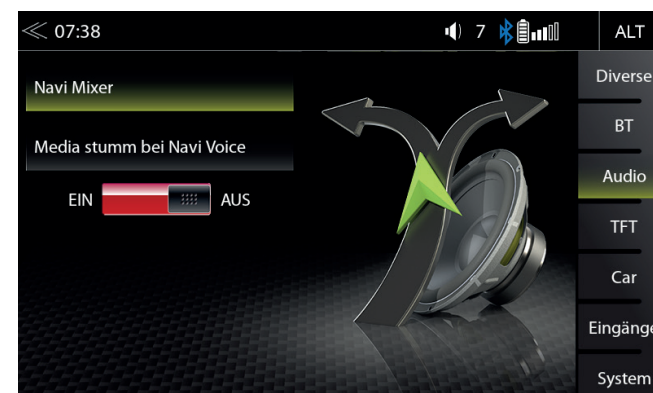 07:38 7 ALT
Navi Mixer
Media stumm bei Navi Voice
EIN AUS
Diverse
BT
Audio
TFT
Car
Eingänge
System